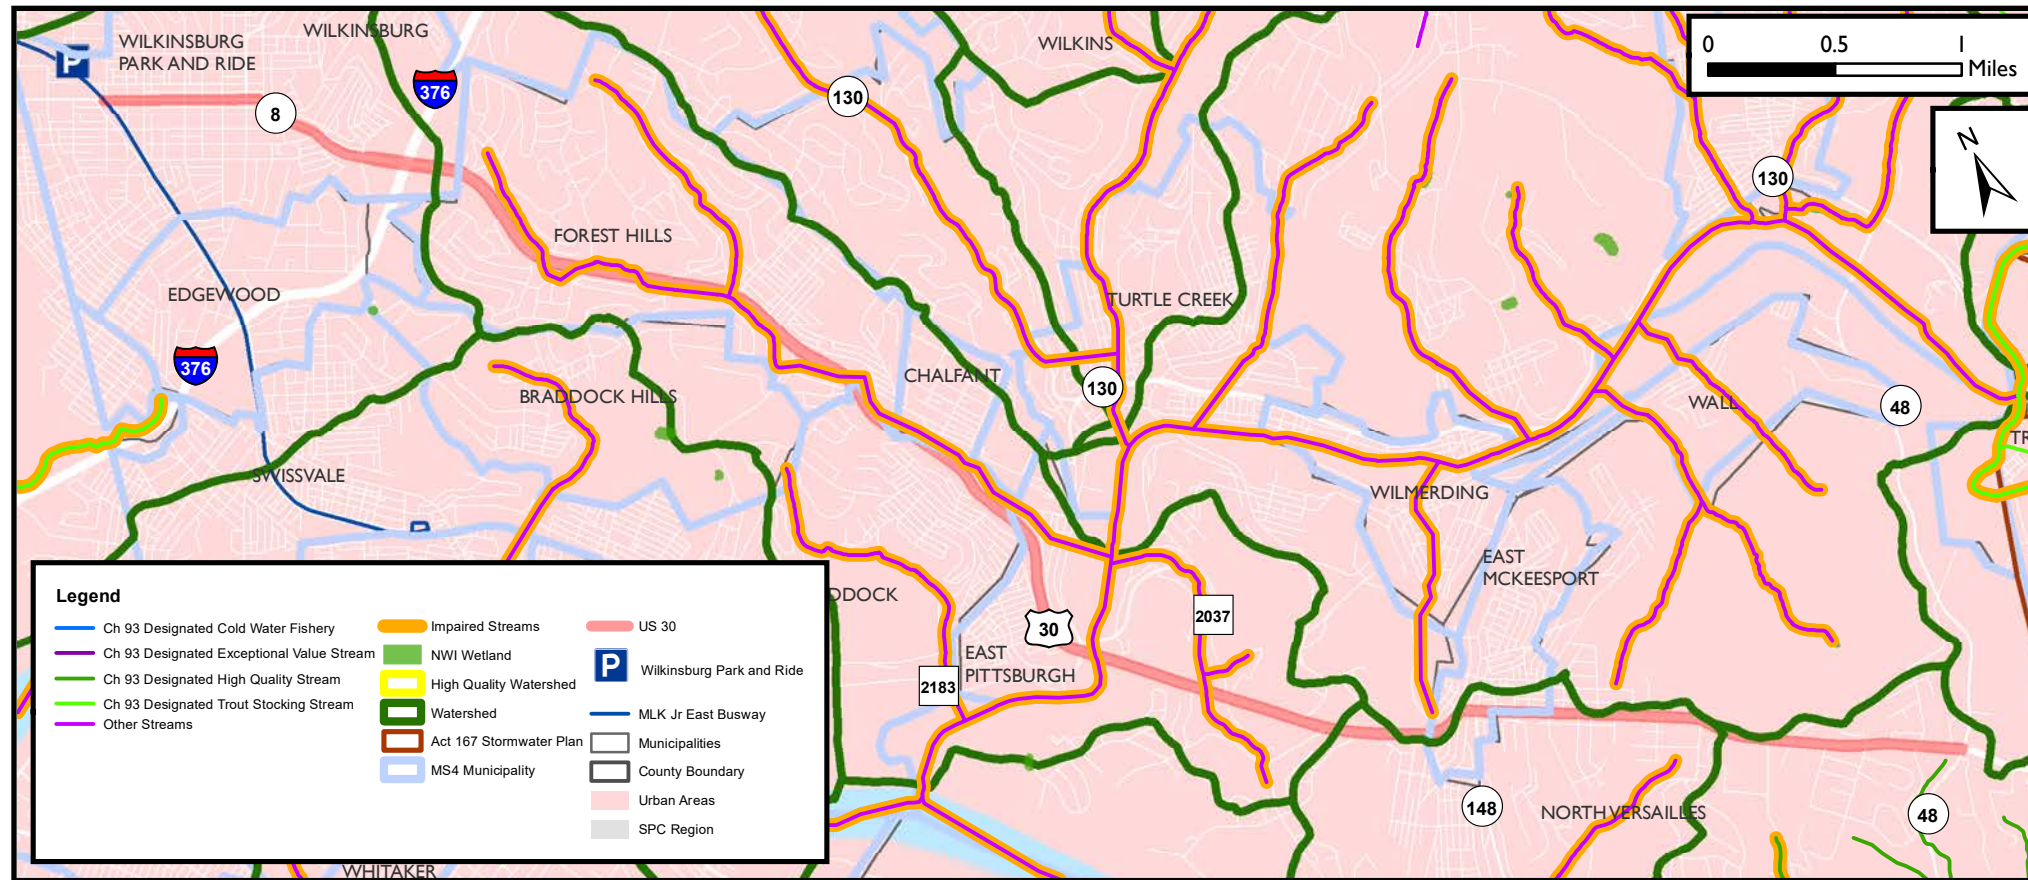 WILKINSBURG
PARK AND RIDE
WILKINSBURG
P
376
8
130
WILKINS
0 0.5 1
Miles
N
130
FOREST HILLS
EDGEWOOD
TURTLE CREEK
376
BRADDOCK HILLS
CHALFANT
130
WALL
48
TR
SWISSVALE
WILMERDING
EAST
MCKEESPORT
DDOCK
2037
30
EAST
PITTSBURGH
2183
148
NORTH VERSAILLES
48
WHITAKER
Legend
Ch 93 Designated Cold Water Fishery
Ch 93 Designated Exceptional Value Stream
Ch 93 Designated High Quality Stream
Ch 93 Designated Trout Stocking Stream
Other Streams
Impaired Streams
NWI Wetland
High Quality Watershed
Watershed
Act 167 Stormwater Plan
MS4 Municipality
US 30
P
Wilkinsburg Park and Ride
MLK Jr East Busway
Municipalities
County Boundary
Urban Areas
SPC Region